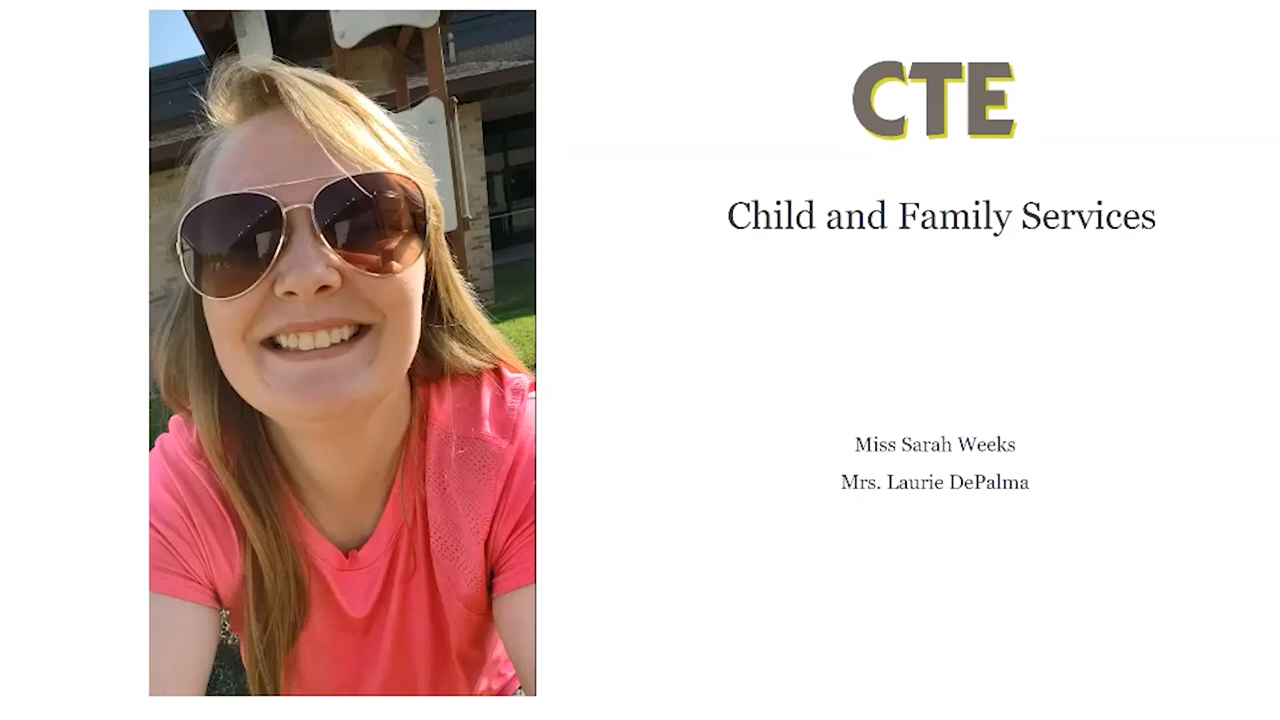 CTE
Child and Family Services
Miss Sarah Weeks
Mrs. Laurie DePalma